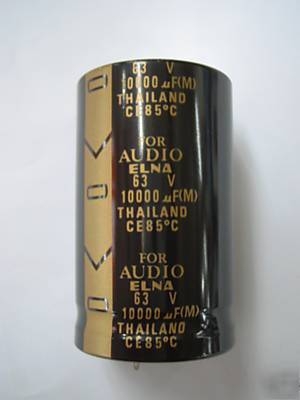 63 V
10000 µF(M)
THAILAND
CE85°C
FOR
AUDIO
ELNA
63 V
10000 µF(M)
THAILAND
CE85°C
FOR
AUDIO
ELNA
63 V
10000 µF(M)
THAILAND
CE85°C